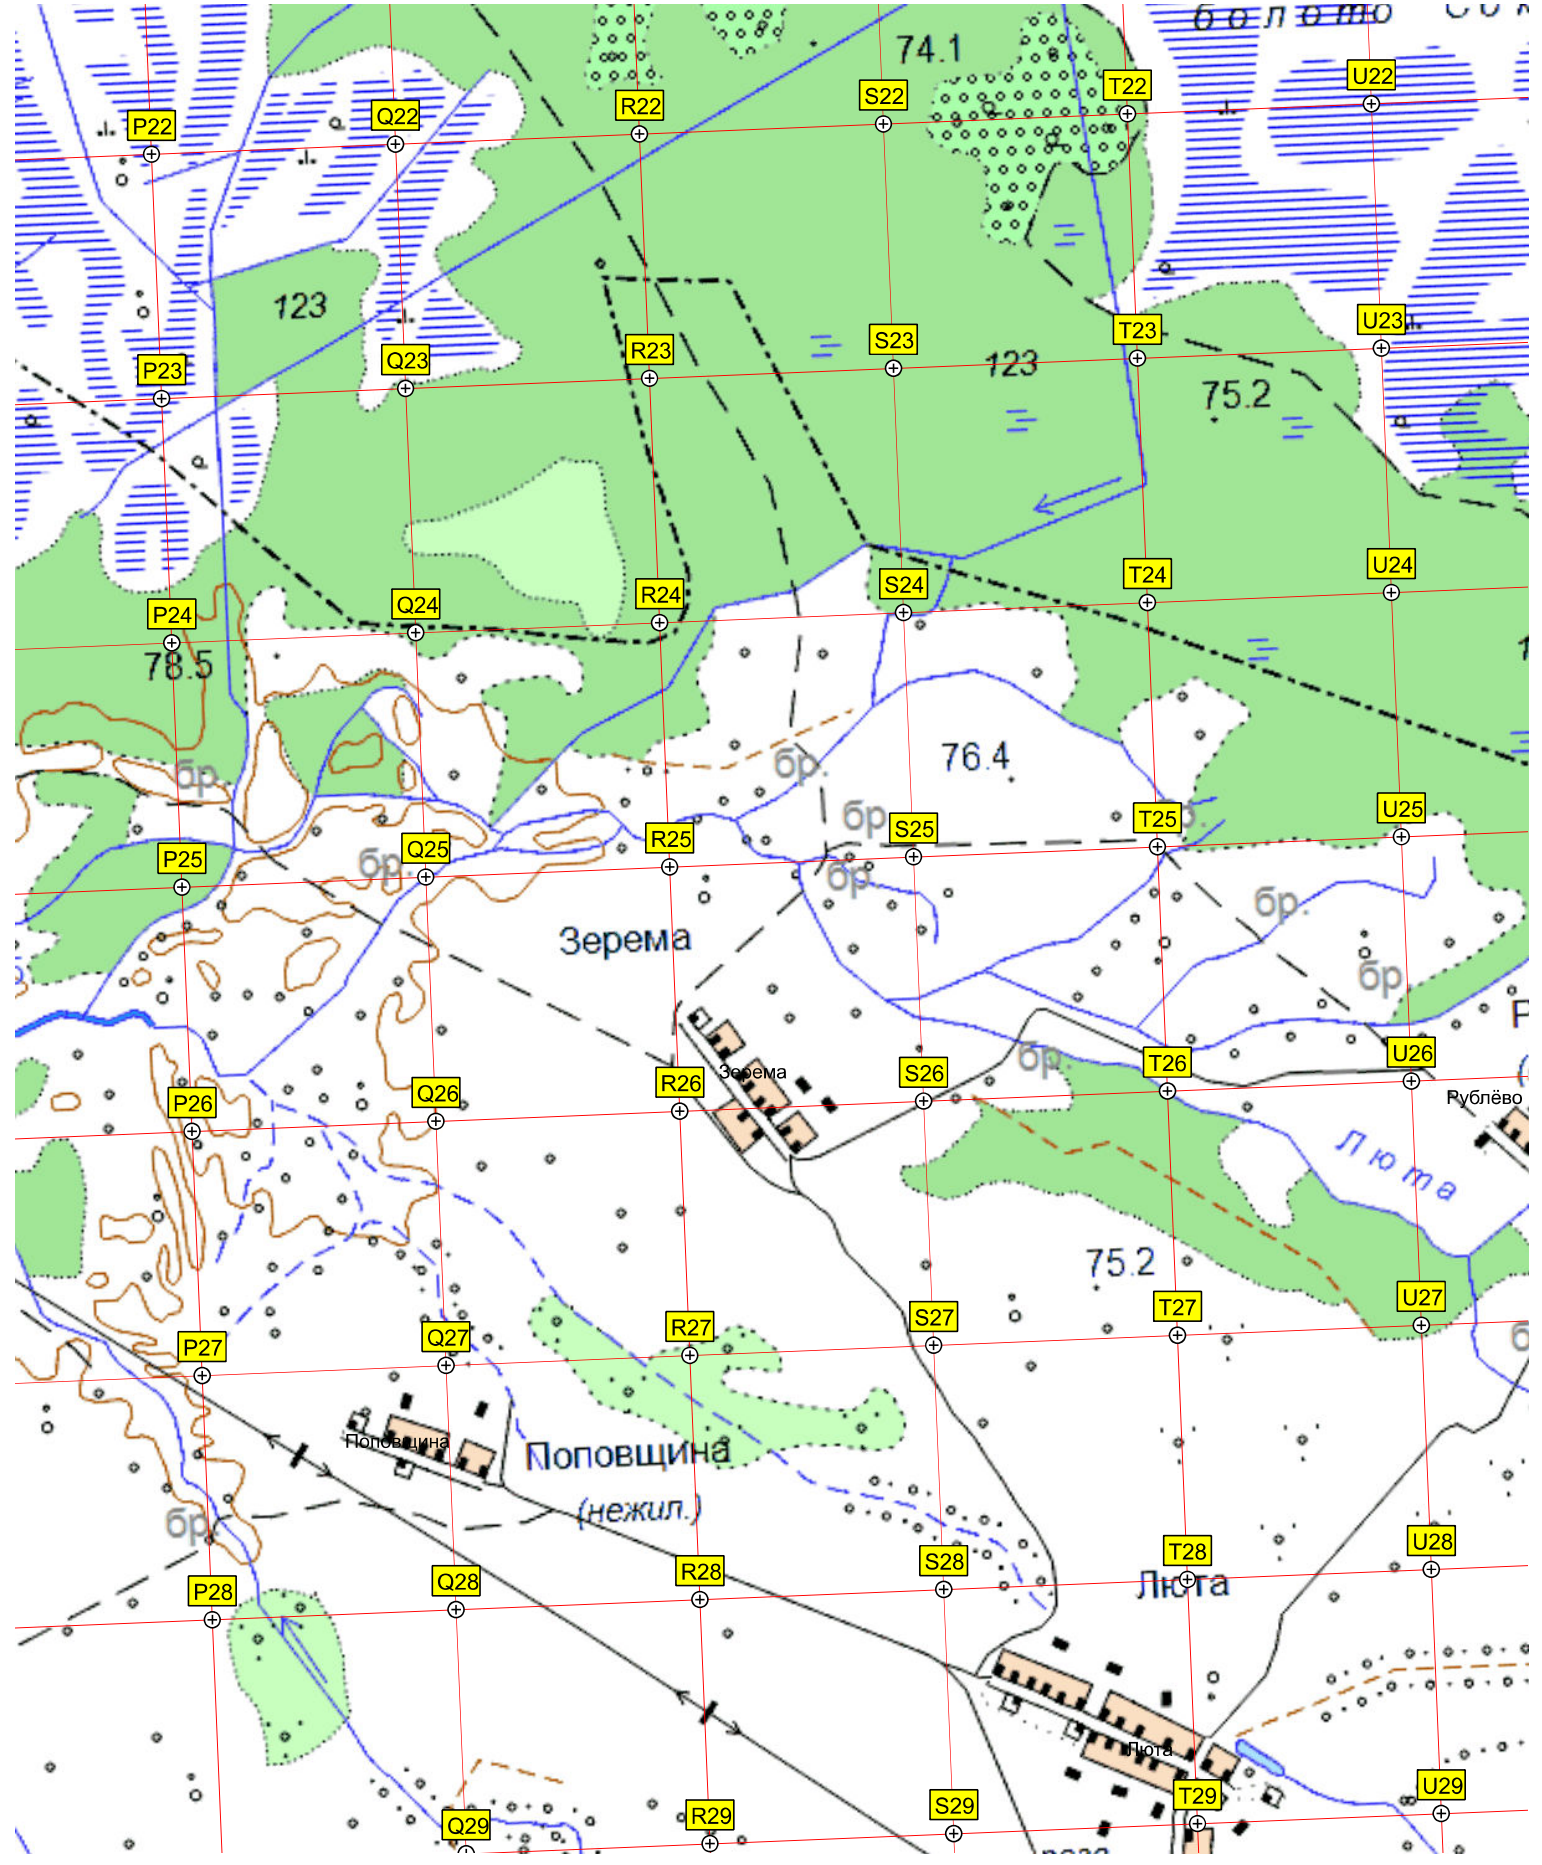 болото
74.1
U22
T22
S22
R22
Q22
P22
123
U23
T23
S23
123
R23
Q23
P23
75.2
U24
T24
S24
R24
Q24
P24
78.5
76.4
бр.
бр.
бр.
U25
T25
S25
R25
Q25
P25
бр.
бр.
бр.
Зерема
бр.
бр.
U26
T26
S26
Зерема
R26
Q26
P26
Рублёво
Люта
75.2
U27
T27
S27
R27
Q27
P27
Поповщина
Поповщина
(нежил.)
бр.
U28
T28
S28
R28
Q28
P28
Люта
Люта
U29
T29
S29
R29
Q29